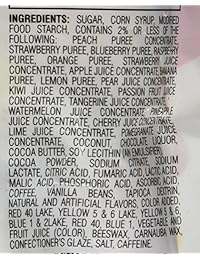 INGREDIENTS: SUGAR, CORN SYRUP, MODIFIED
FOOD STARCH, CONTAINS 2% OR LESS OF THE
FOLLOWING: PEACH PUREE CONCENTRATE,
STRAWBERRY PUREE, BLUEBERRY PUREE, RASPBERRY
PUREE, ORANGE PUREE, STRAWBERRY JUICE
CONCENTRATE, APPLE JUICE CONCENTRATE, BANANA
PUREE, LEMON PUREE, PEAR JUICE CONCENTRATE,
KIWI JUICE CONCENTRATE, PASSION FRUIT JUICE
CONCENTRATE, TANGERINE JUICE CONCENTRATE,
WATERMELON JUICE CONCENTRATE, PINEAPPLE
JUICE CONCENTRATE, CHERRY JUICE CONCENTRATE,
LIME JUICE CONCENTRATE, POMEGRANATE JUICE
CONCENTRATE, COCONUT, CHOCOLATE LIQUOR,
COCOA BUTTER, SOY LECITHIN (AN EMULSIFIER),
COCOA POWDER, SODIUM CITRATE, SODIUM
LACTATE, CITRIC ACID, FUMARIC ACID, LACTIC ACID,
MALIC ACID, PHOSPHORIC ACID, ASCORBIC ACID,
COFFEE, VANILLA BEANS, TAPIOCA DEXTRIN,
NATURAL AND ARTIFICIAL FLAVORS, COLOR ADDED,
RED 40 LAKE, YELLOW 5 & 6 LAKE, YELLOW 5 & 6,
BLUE 1 & 2 LAKE, RED 40, BLUE 1, VEGETABLE AND
FRUIT JUICE (COLOR), BEESWAX, CARNAUBA WAX,
CONFECTIONER'S GLAZE, SALT, CAFFEINE.